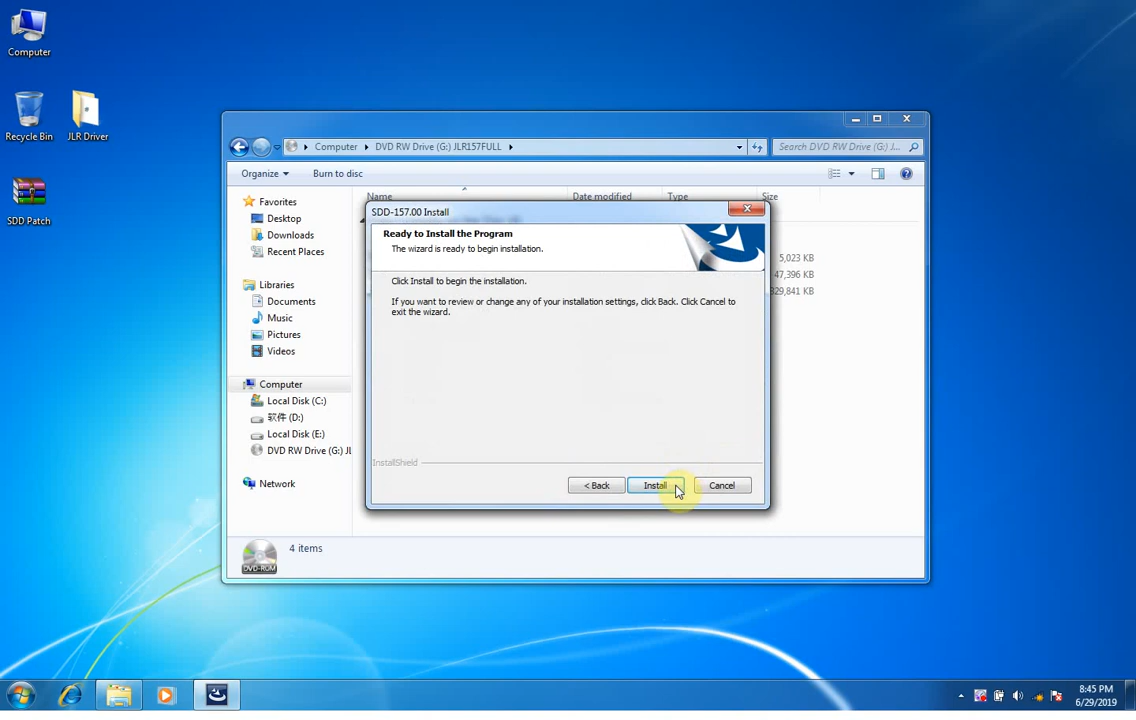 Computer
Recycle Bin
JLR Driver
SDD Patch
Computer
DVD RW Drive (G:) JLR157FULL
Search DVD RW Drive (G:) J...
Organize
Burn to disc
Name
Date modified
Type
Size
Favorites
Desktop
Downloads
Recent Places
Libraries
Documents
Music
Pictures
Videos
Computer
Local Disk (C:)
软件 (D:)
Local Disk (E:)
DVD RW Drive (G:) JL
Network
5,023 KB
47,396 KB
829,841 KB
SDD-157.00 Install
Ready to Install the Program
The wizard is ready to begin installation.
Click Install to begin the installation.
If you want to review or change any of your installation settings, click Back. Click Cancel to
exit the wizard.
InstallShield
< Back
Install
Cancel
DVD-ROM
4 items
8:45 PM
6/29/2019